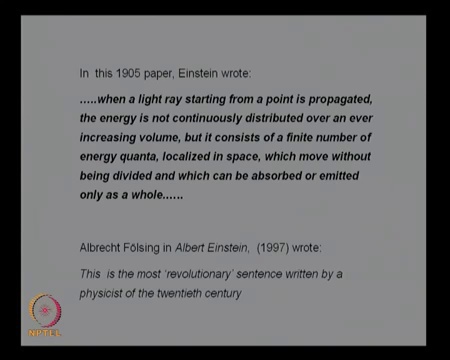 In this 1905 paper, Einstein wrote:
.....when a light ray starting from a point is propagated,
the energy is not continuously distributed over an ever
increasing volume, but it consists of a finite number of
energy quanta, localized in space, which move without
being divided and which can be absorbed or emitted
only as a whole......
Albrecht Fölsing in Albert Einstein, (1997) wrote:
This is the most ‘revolutionary’ sentence written by a
physicist of the twentieth century
NPTEL